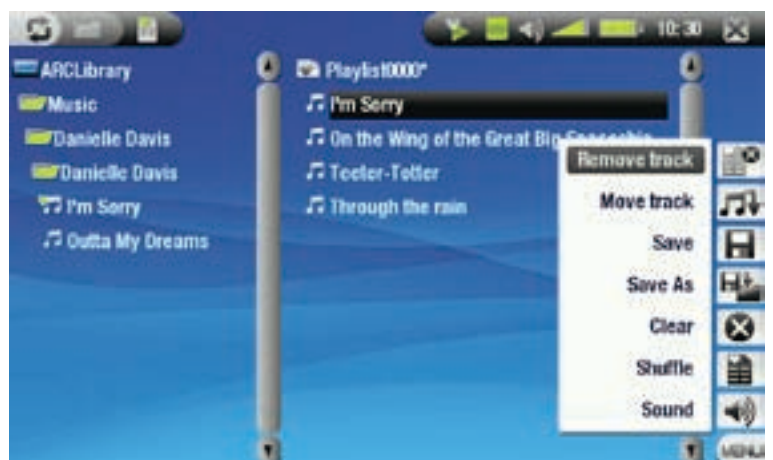 10:30
ARCLibrary
Music
Danielle Davis
Danielle Davis
I'm Sorry
Outta My Dreams
Playlist0000*
I'm Sorry
On the Wing of the Great Big Spaceship
Teeter-Totter
Through the rain
Remove track
Move track
Save
Save As
Clear
Shuffle
Sound
MENU